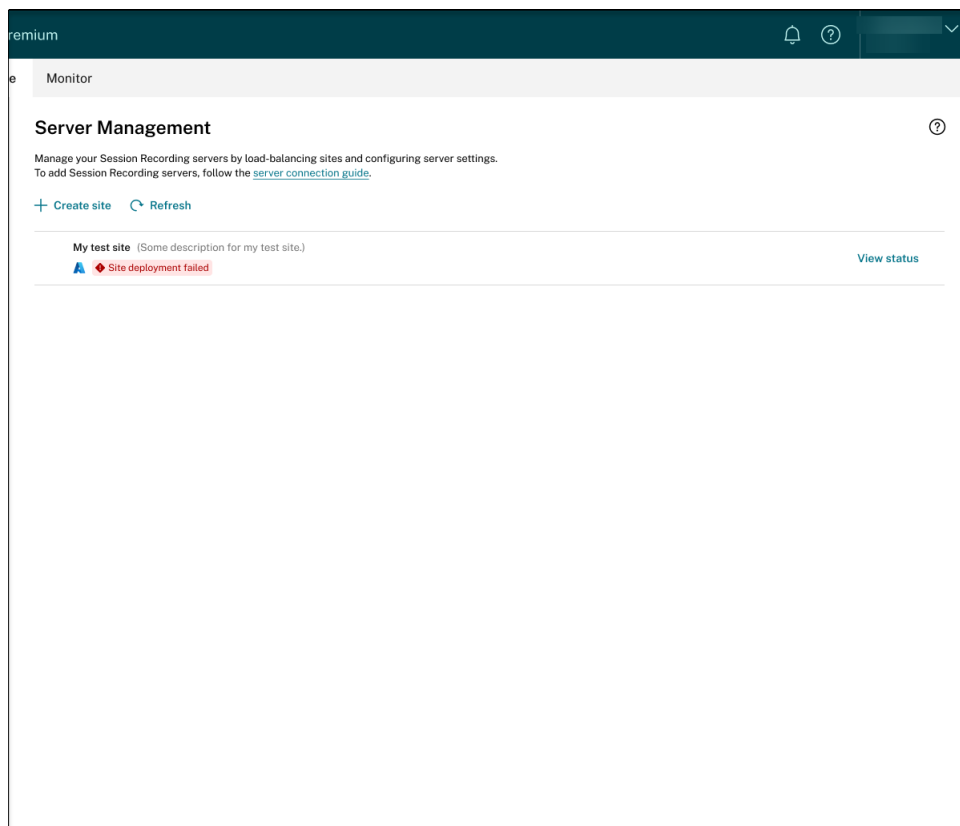 remium
e Monitor
Server Management
Manage your Session Recording servers by load-balancing sites and configuring server settings.
To add Session Recording servers, follow the server connection guide.
Create site Refresh
My test site (Some description for my test site.)
Site deployment failed
View status